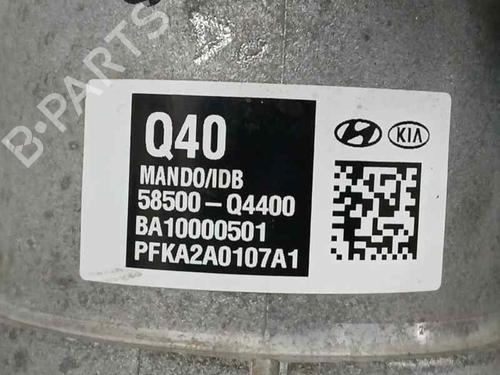 B-PARTS
Q40
MANDO/IDB
58500-Q4400
BA10000501
PFKA2A0107A1
KIA